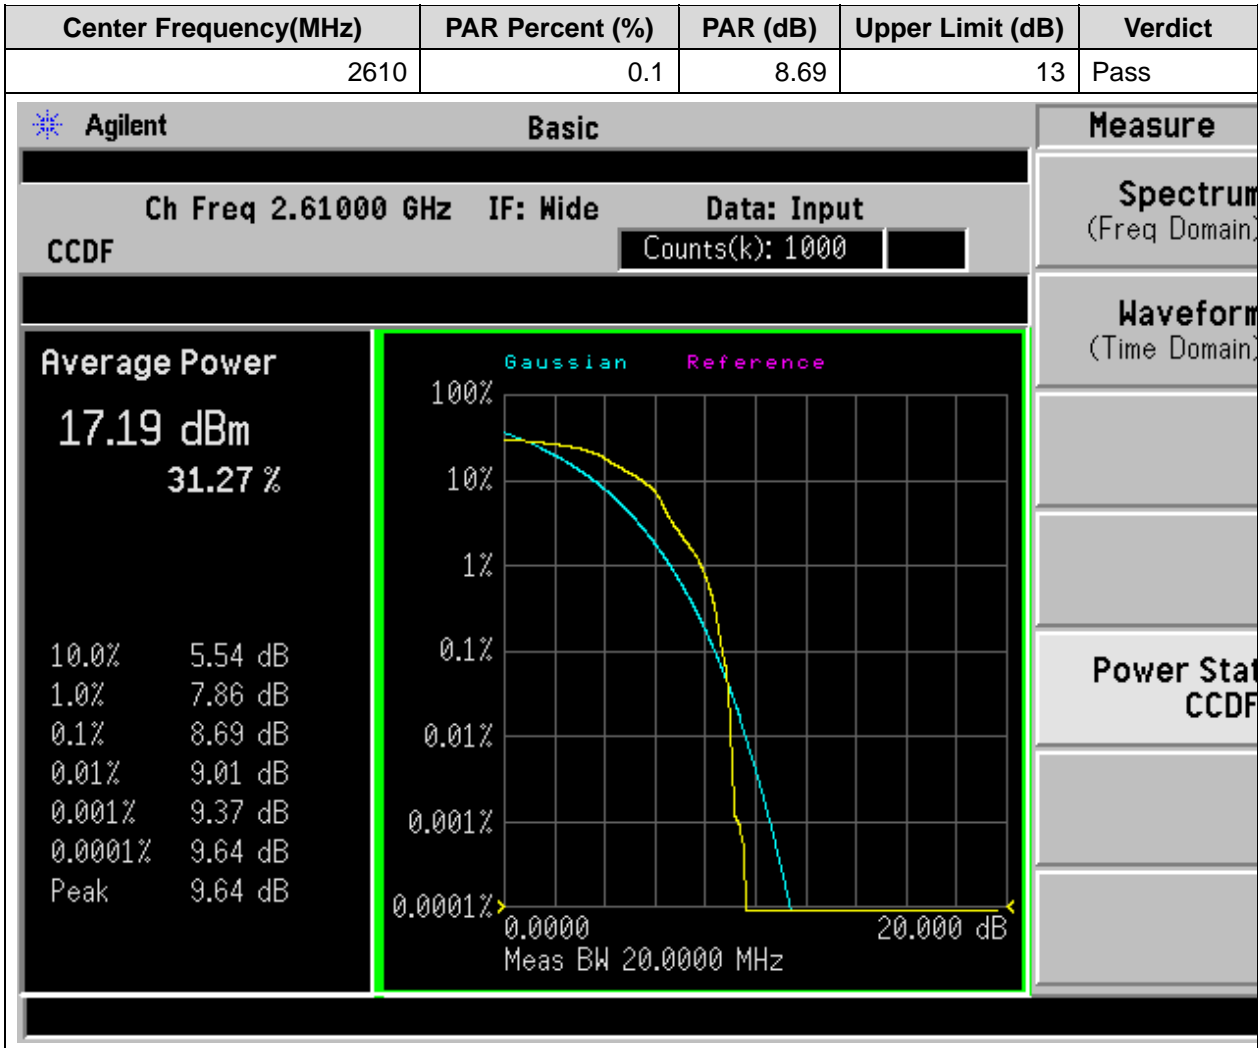 Center Frequency(MHz) PAR Percent (%) PAR (dB) Upper Limit (dB) Verdict
2610 0.1 8.69 13 Pass
Agilent Basic Measure
Ch Freq 2.61000 GHz IF: Wide Data: Input
CCDF Counts(k): 1000
Spectrum
(Freq Domain)
Waveform
(Time Domain)
Power Stat
CCDF
Average Power
17.19 dBm
31.27 %
10.0% 5.54 dB
1.0% 7.86 dB
0.1% 8.69 dB
0.01% 9.01 dB
0.001% 9.37 dB
0.0001% 9.64 dB
Peak 9.64 dB
Gaussian Reference
100%
10%
1%
0.1%
0.01%
0.001%
0.0001%
0.0000 20.000 dB
Meas BW 20.0000 MHz